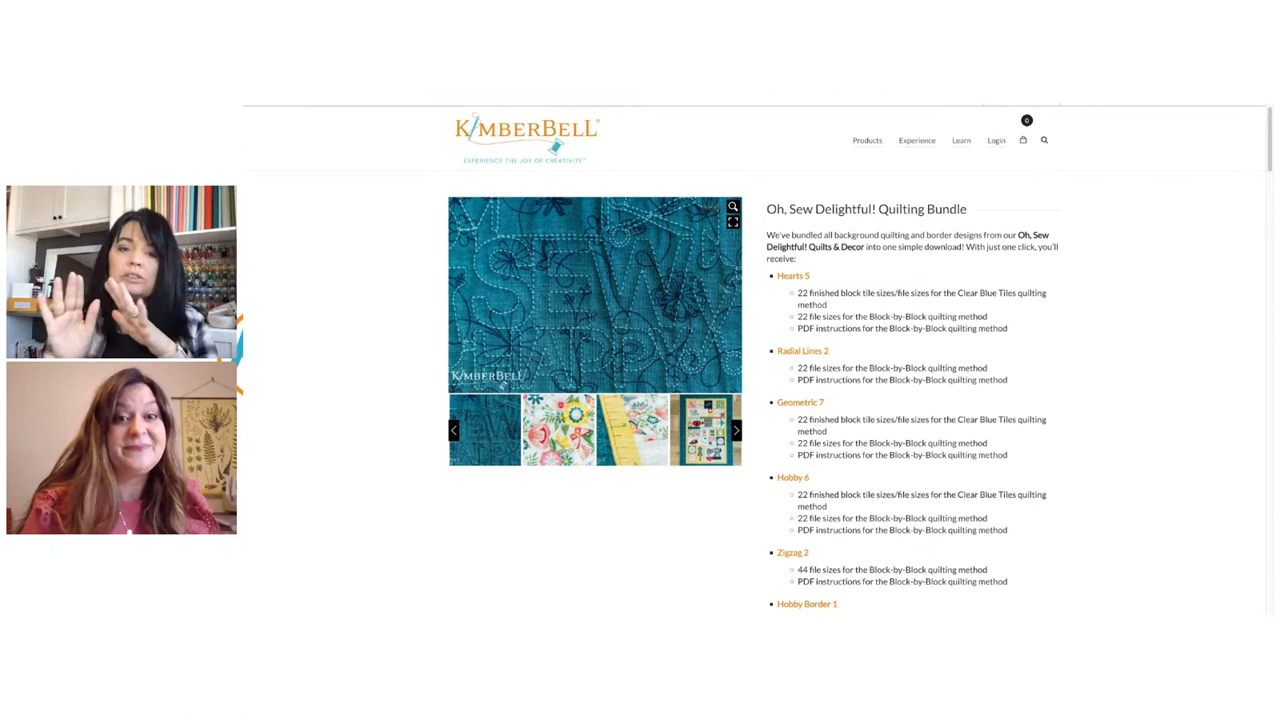 KIMBERBELL®
EXPERIENCE THE JOY OF CREATIVITY™
0
Products Experience Learn Login
Oh, Sew Delightful! Quilting Bundle
We've bundled all background quilting and border designs from our Oh, Sew
Delightful! Quilts & Decor into one simple download! With just one click, you'll
receive:
Hearts 5
22 finished block tile sizes/file sizes for the Clear Blue Tiles quilting
method
22 file sizes for the Block-by-Block quilting method
PDF instructions for the Block-by-Block quilting method
Radial Lines 2
22 file sizes for the Block-by-Block quilting method
PDF instructions for the Block-by-Block quilting method
Geometric 7
22 finished block tile sizes/file sizes for the Clear Blue Tiles quilting
method
22 file sizes for the Block-by-Block quilting method
PDF instructions for the Block-by-Block quilting method
Hobby 6
22 finished block tile sizes/file sizes for the Clear Blue Tiles quilting
method
22 file sizes for the Block-by-Block quilting method
PDF instructions for the Block-by-Block quilting method
Zigzag 2
44 file sizes for the Block-by-Block quilting method
PDF instructions for the Block-by-Block quilting method
Hobby Border 1
SEW
HAPPY
KIMBERBELL